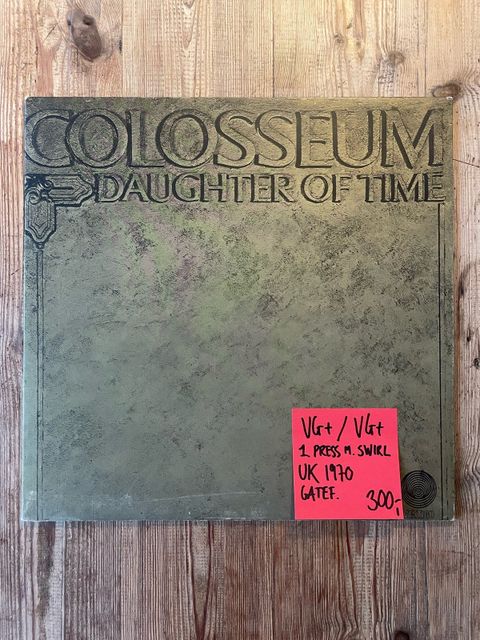 COLOSSEUM
DAUGHTER OF TIME
VG+ / VG+
1 PRESS M. SWIRL
UK 1970
GATEF.
300,-